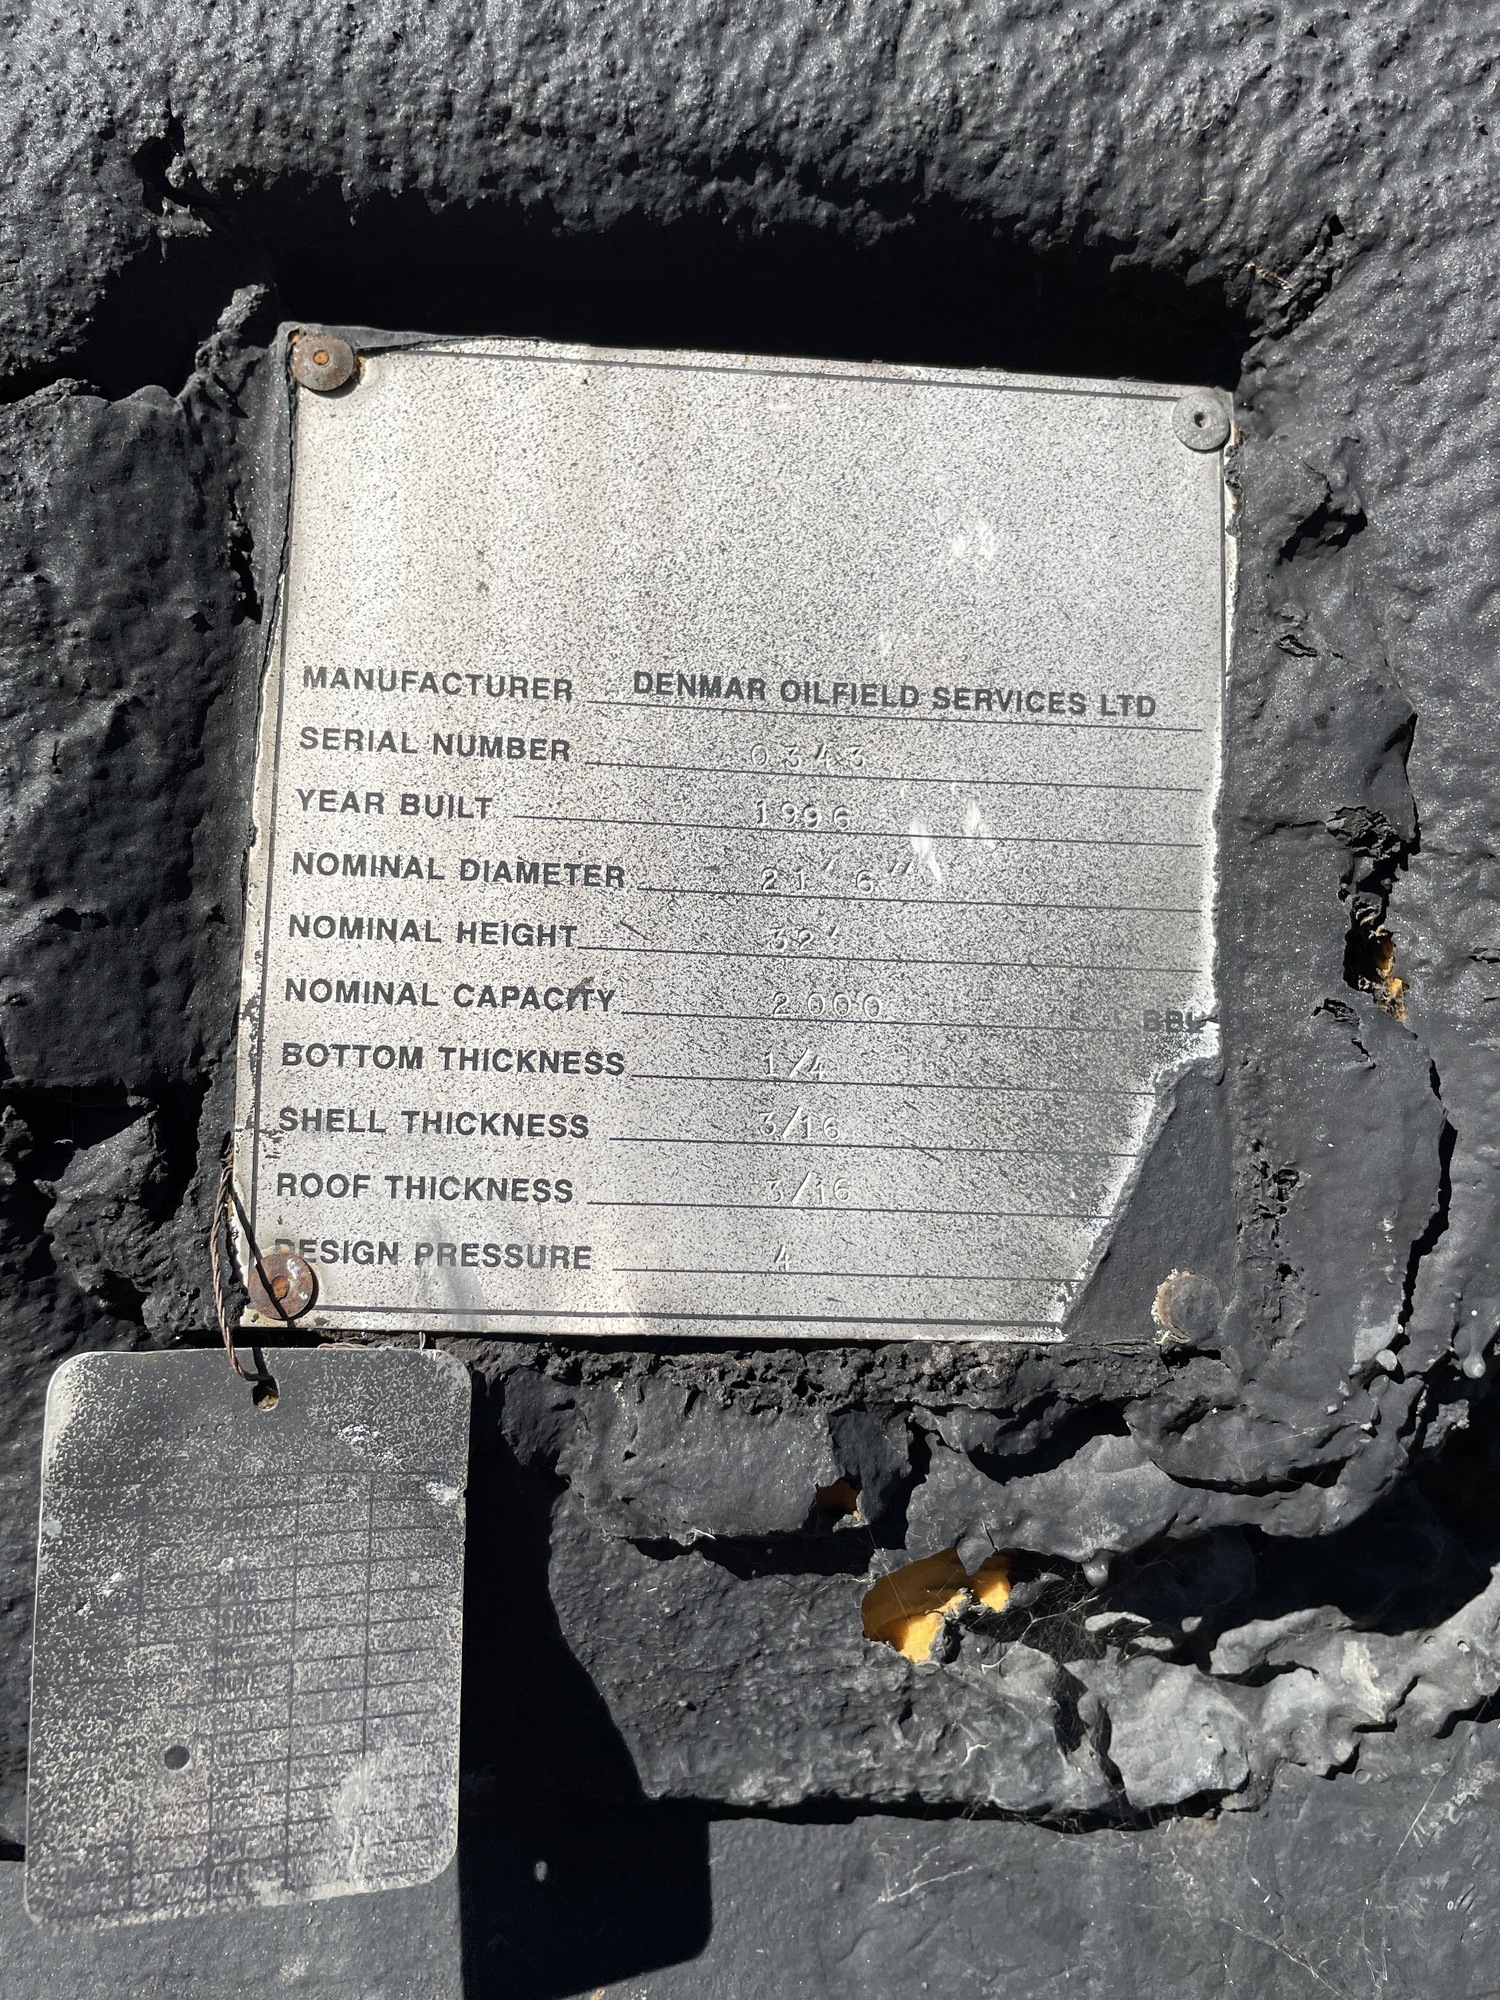 MANUFACTURER DENMAR OILFIELD SERVICES LTD
SERIAL NUMBER 0343
YEAR BUILT 1996
NOMINAL DIAMETER 21' 6"
NOMINAL HEIGHT 32'
NOMINAL CAPACITY 2000 BBL
BOTTOM THICKNESS 1/4
SHELL THICKNESS 3/16
ROOF THICKNESS 3/16
DESIGN PRESSURE 4